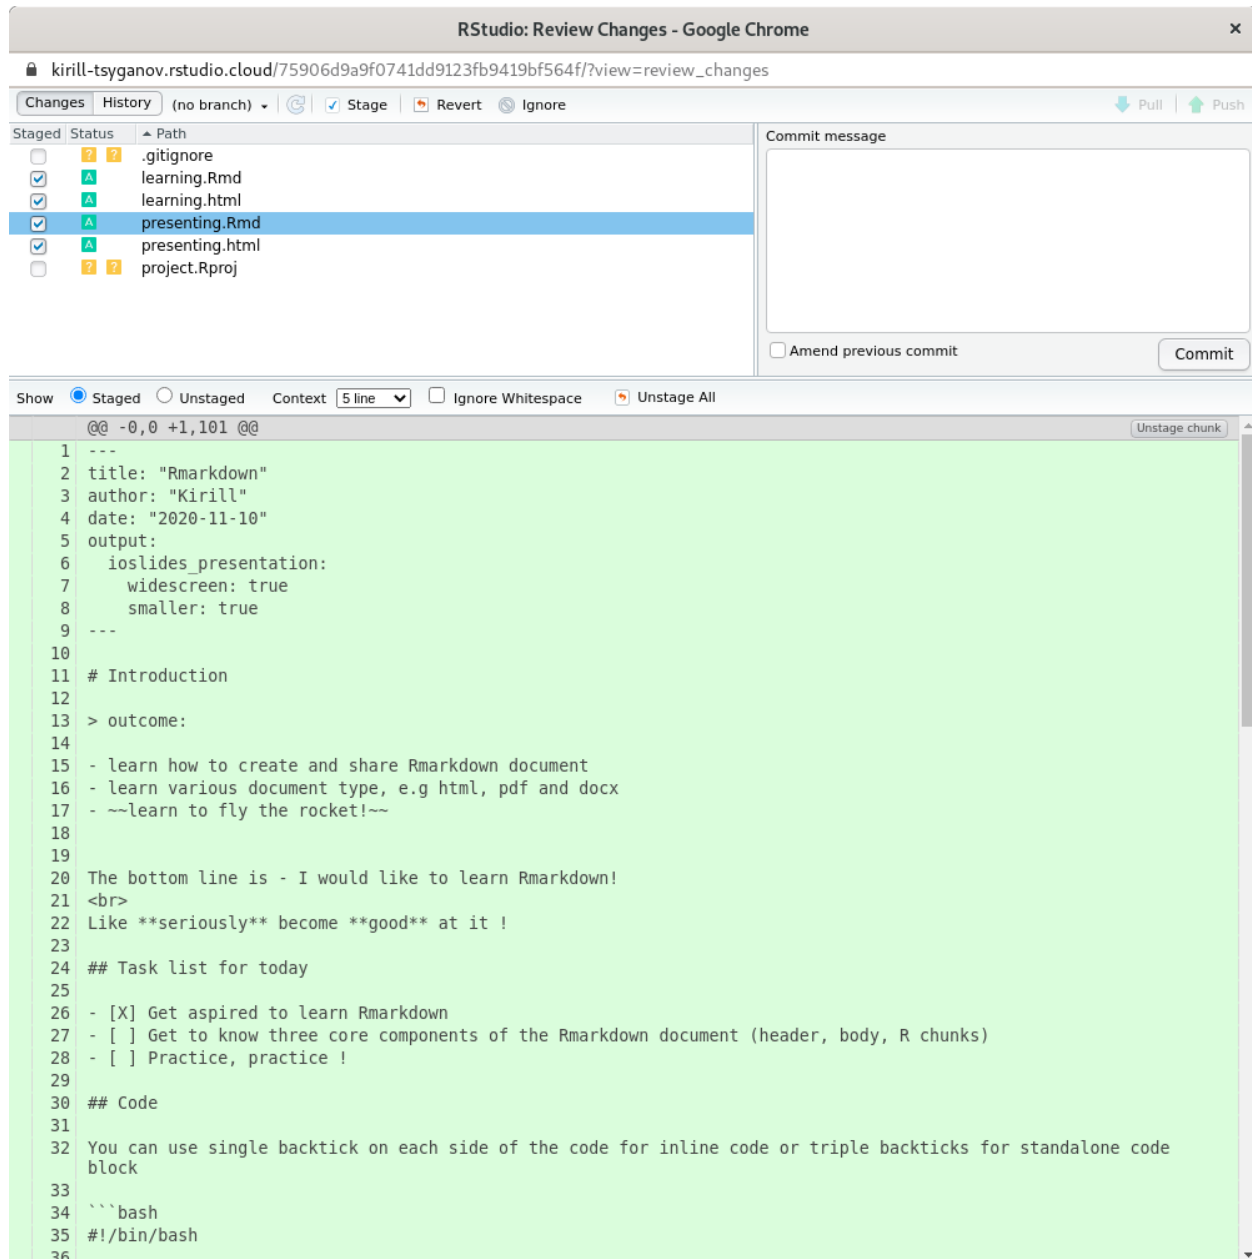 RStudio: Review Changes - Google Chrome ×
kirill-tsyganov.rstudio.cloud/75906d9a9f0741dd9123fb9419bf564f/?view=review_changes
Changes History (no branch) Stage Revert Ignore Pull Push
Staged Status Path
Commit message
? ? .gitignore
A learning.Rmd
A learning.html
A presenting.Rmd
A presenting.html
? ? project.Rproj
Amend previous commit
Commit
Show Staged Unstaged Context 5 line Ignore Whitespace Unstage All
@@ -0,0 +1,101 @@ Unstage chunk
1 ---
2 title: "Rmarkdown"
3 author: "Kirill"
4 date: "2020-11-10"
5 output:
6   ioslides_presentation:
7     widescreen: true
8     smaller: true
9 ---
10
11 # Introduction
12
13 > outcome:
14
15 - learn how to create and share Rmarkdown document
16 - learn various document type, e.g html, pdf and docx
17 - ~~learn to fly the rocket!~~
18
19
20 The bottom line is - I would like to learn Rmarkdown!
21 <br>
22 Like **seriously** become **good** at it !
23
24 ## Task list for today
25
26 - [X] Get aspired to learn Rmarkdown
27 - [ ] Get to know three core components of the Rmarkdown document (header, body, R chunks)
28 - [ ] Practice, practice !
29
30 ## Code
31
32 You can use single backtick on each side of the code for inline code or triple backticks for standalone code
block
33
34 ```bash
35 #!/bin/bash
36